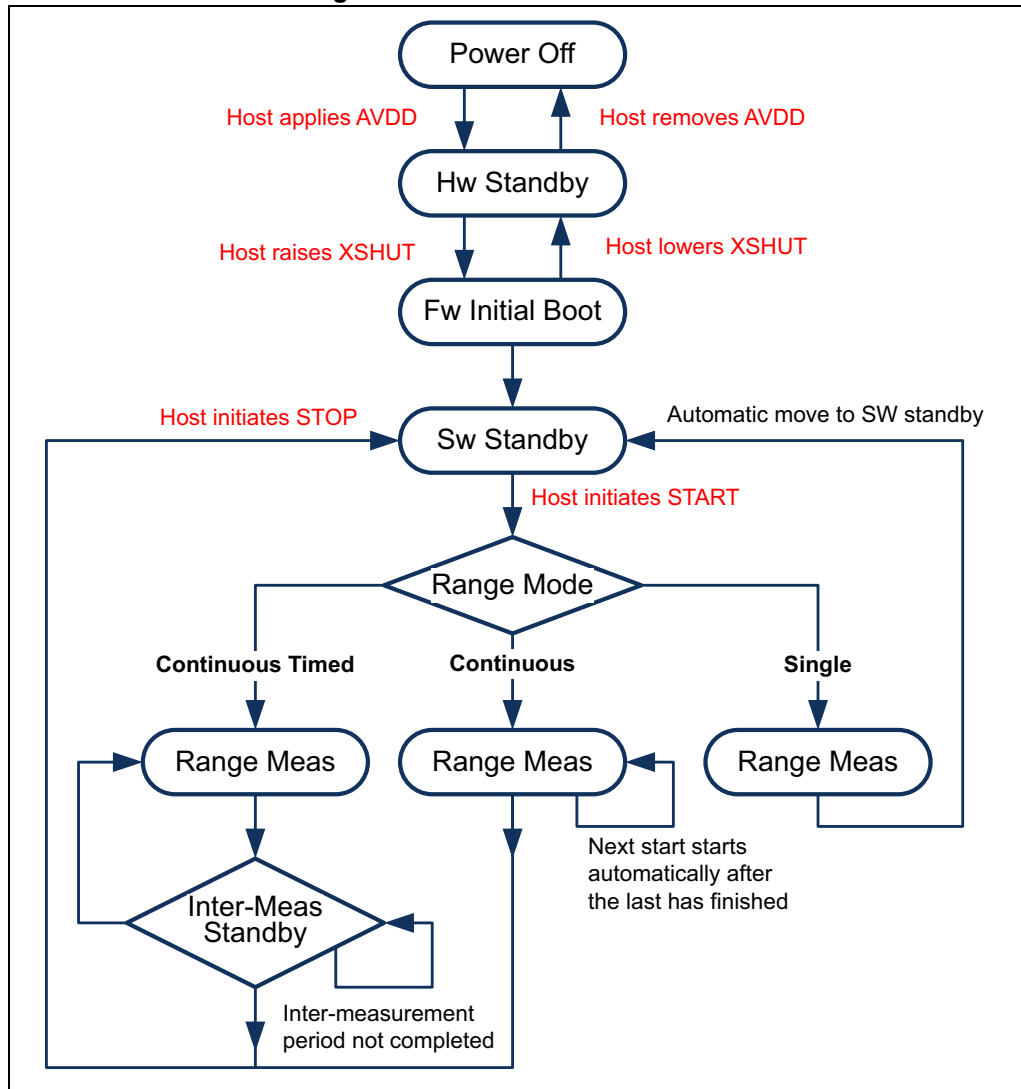 Power Off
Host applies AVDD
Host removes AVDD
Hw Standby
Host raises XSHUT
Host lowers XSHUT
Fw Initial Boot
Host initiates STOP
Automatic move to SW standby
Sw Standby
Host initiates START
Range Mode
Continuous Timed
Continuous
Single
Range Meas
Range Meas
Range Meas
Next start starts
automatically after
the last has finished
Inter-Meas
Standby
Inter-measurement
period not completed